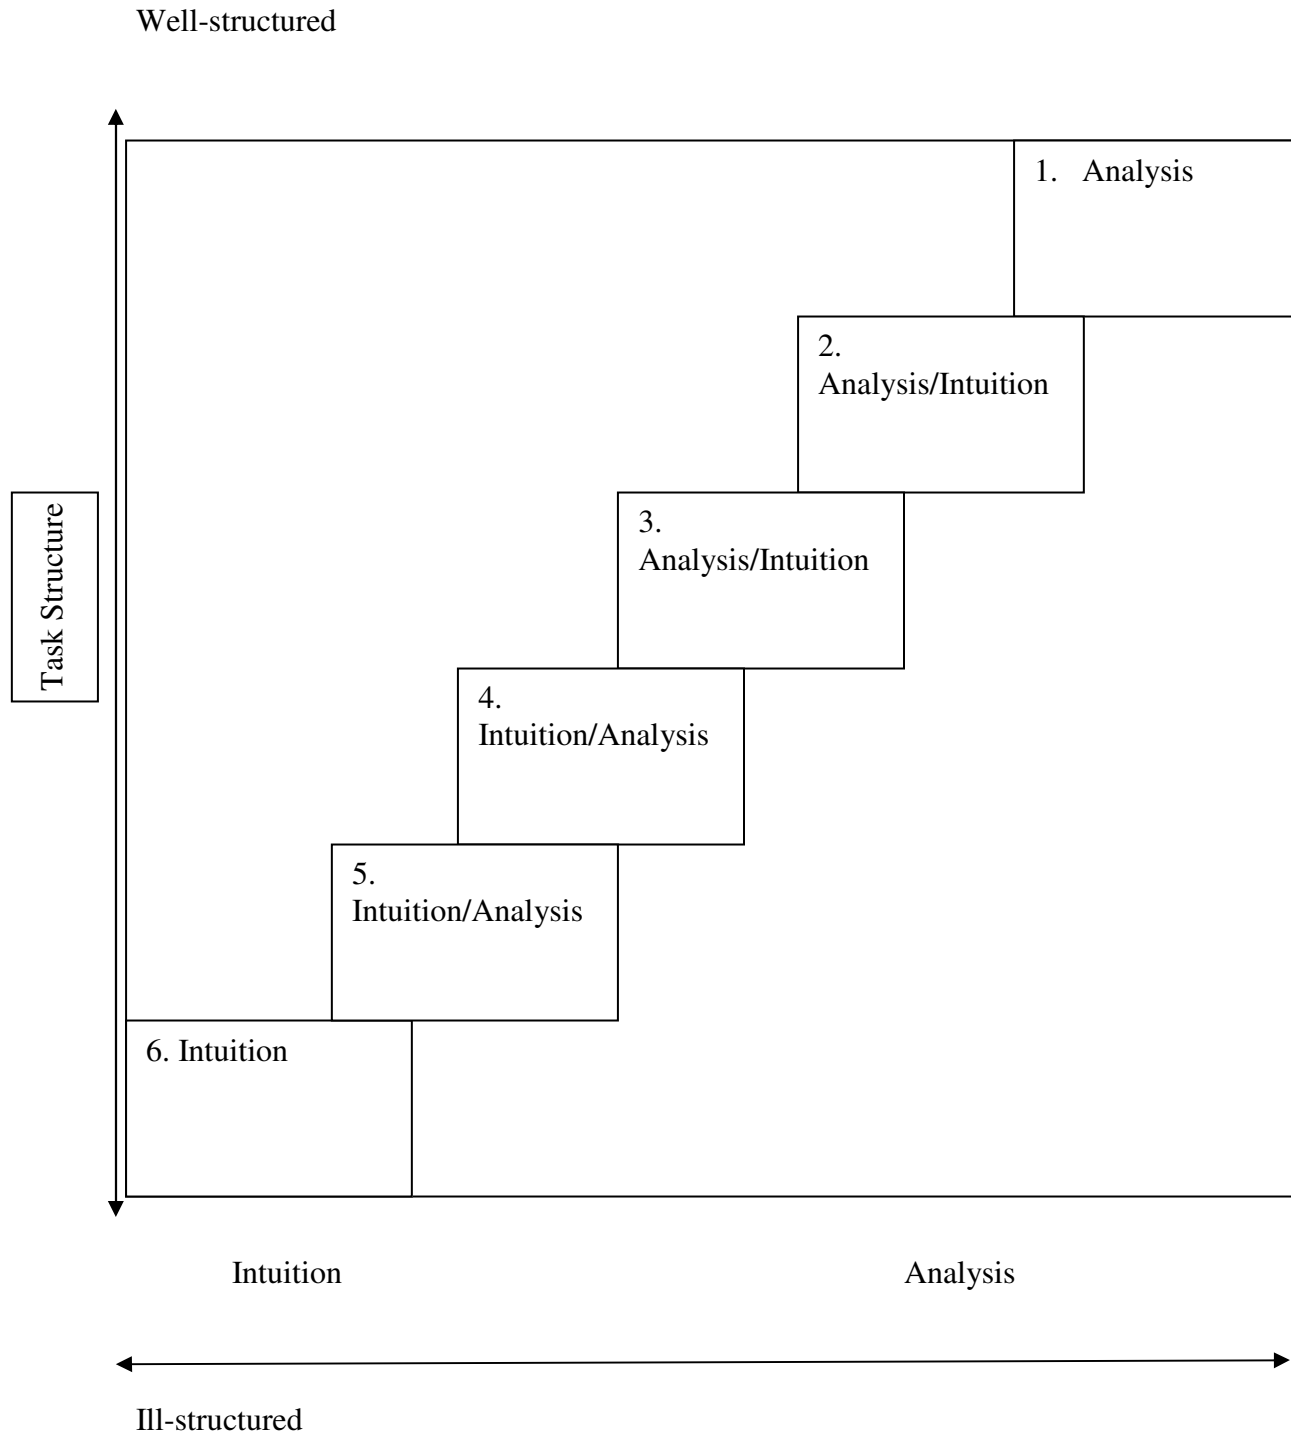 Well-structured
1. Analysis
2.
Analysis/Intuition
3.
Analysis/Intuition
Task Structure
4.
Intuition/Analysis
5.
Intuition/Analysis
6. Intuition
Intuition
Analysis
Ill-structured